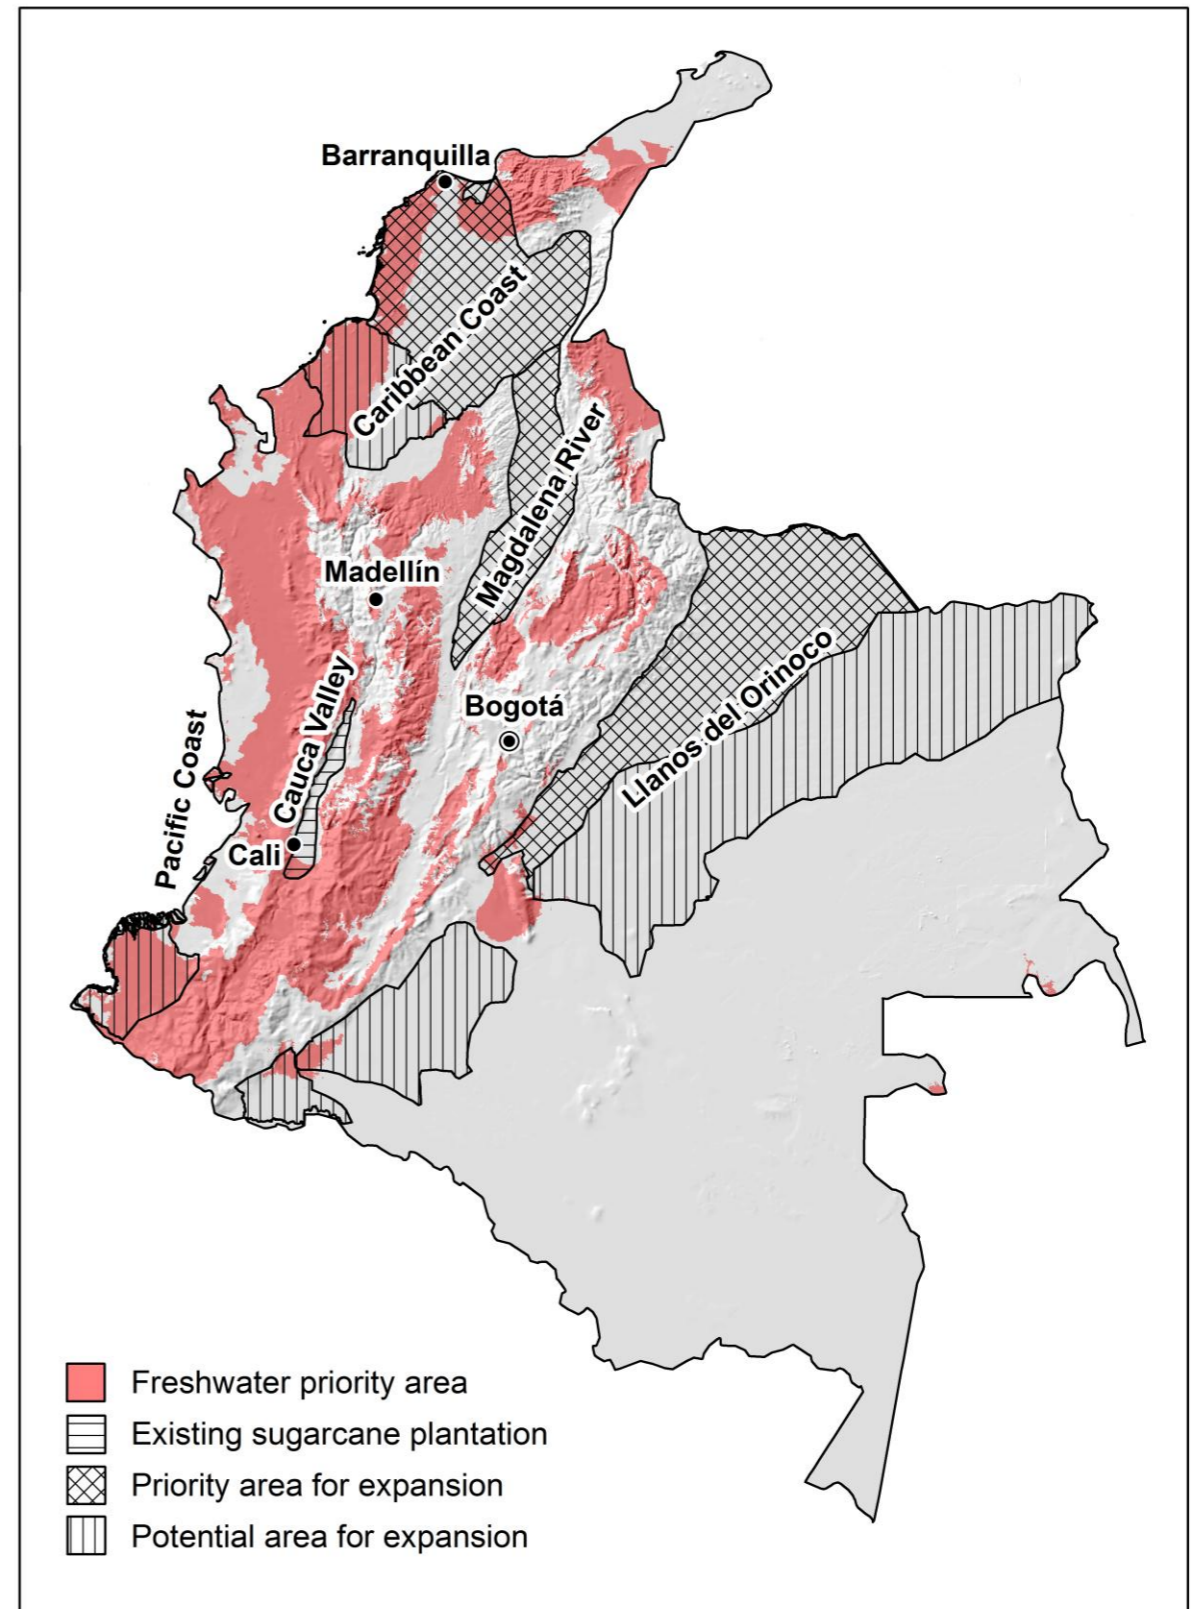 Barranquilla
Caribbean Coast
Magdalena River
Madellín
Cauca Valley
Bogotá
Llanos del Orinoco
Pacific Coast
Cali
Freshwater priority area
Existing sugarcane plantation
Priority area for expansion
Potential area for expansion